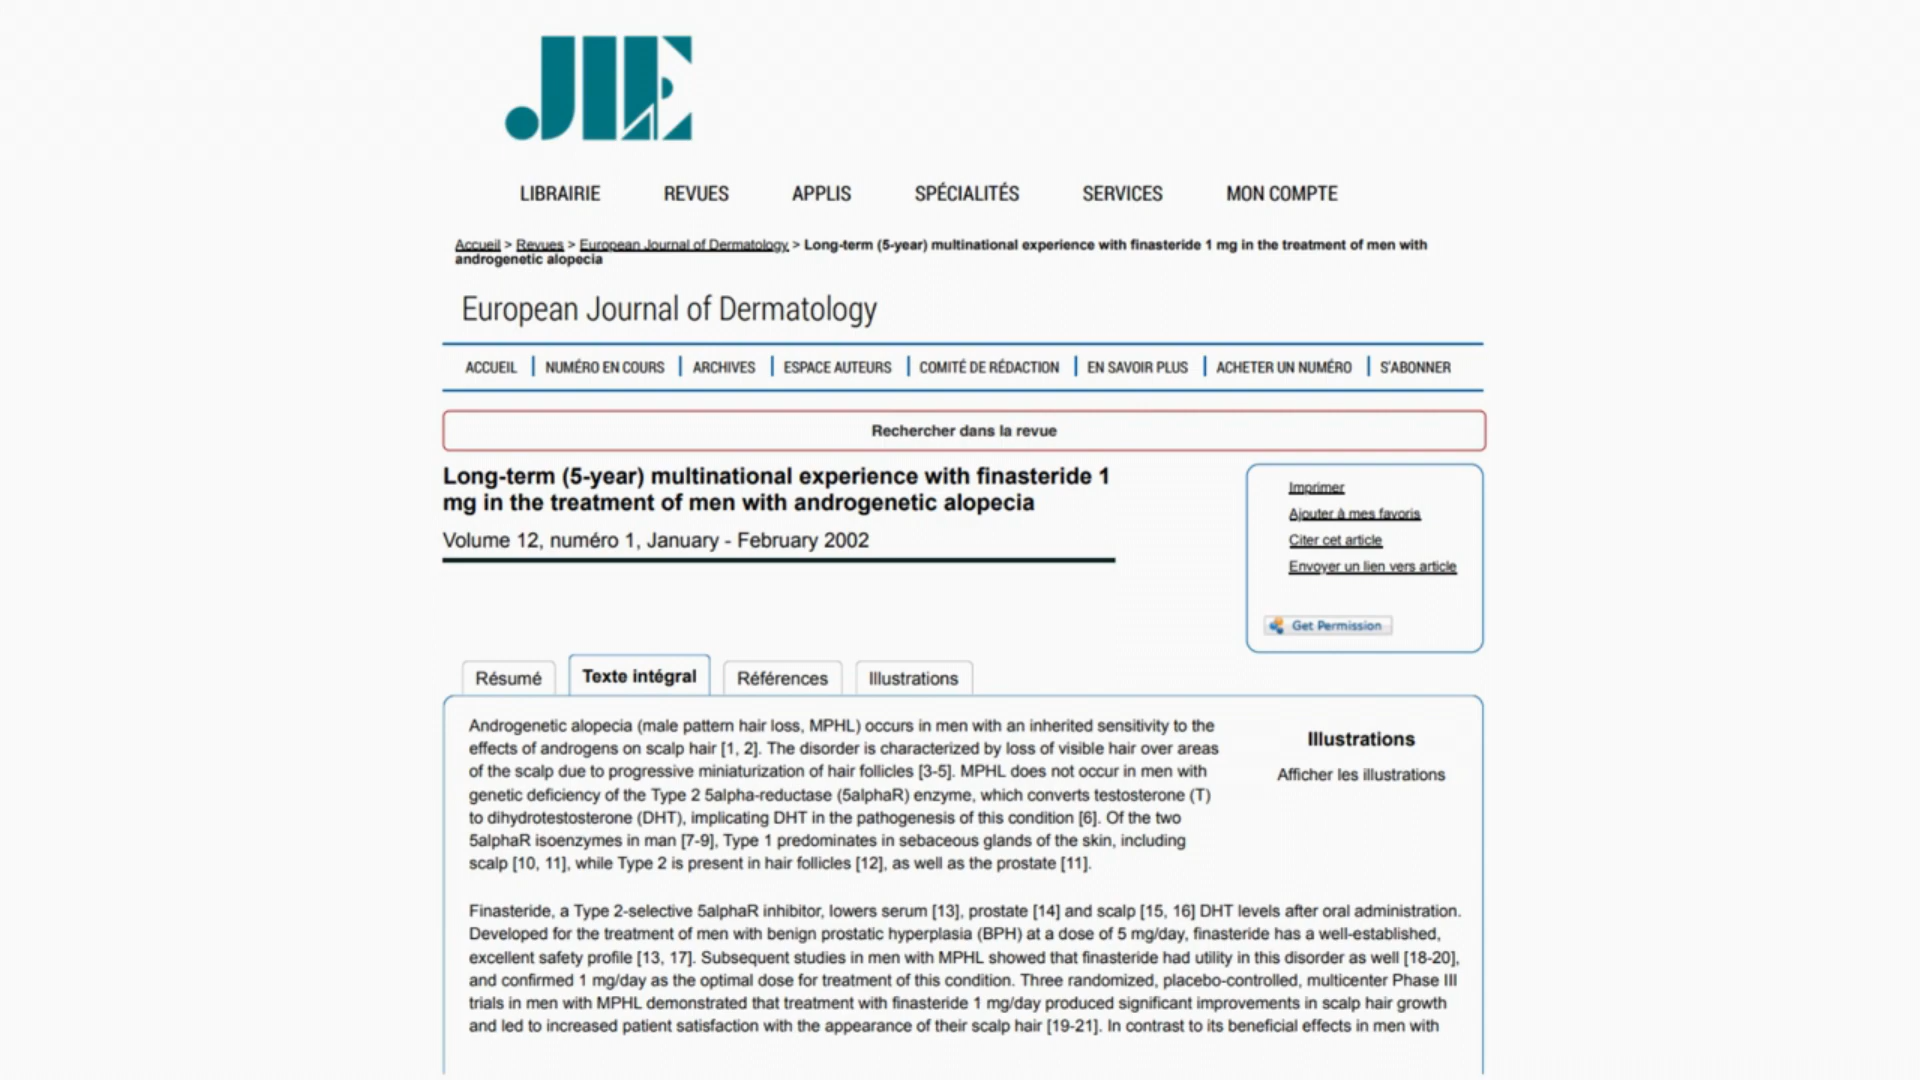 JLE
LIBRAIRIE REVUES APPLIS SPÉCIALITÉS SERVICES MON COMPTE
Accueil > Revues > European Journal of Dermatology > Long-term (5-year) multinational experience with finasteride 1 mg in the treatment of men with
androgenetic alopecia
European Journal of Dermatology
ACCUEIL NUMÉRO EN COURS ARCHIVES ESPACE AUTEURS COMITÉ DE RÉDACTION EN SAVOIR PLUS ACHETER UN NUMÉRO S'ABONNER
Rechercher dans la revue
Long-term (5-year) multinational experience with finasteride 1
mg in the treatment of men with androgenetic alopecia
Volume 12, numéro 1, January - February 2002
Imprimer
Ajouter à mes favoris
Citer cet article
Envoyer un lien vers article
Get Permission
Résumé Texte intégral Références Illustrations
Androgenetic alopecia (male pattern hair loss, MPHL) occurs in men with an inherited sensitivity to the
effects of androgens on scalp hair [1, 2]. The disorder is characterized by loss of visible hair over areas
of the scalp due to progressive miniaturization of hair follicles [3-5]. MPHL does not occur in men with
genetic deficiency of the Type 2 5alpha-reductase (5alphaR) enzyme, which converts testosterone (T)
to dihydrotestosterone (DHT), implicating DHT in the pathogenesis of this condition [6]. Of the two
5alphaR isoenzymes in man [7-9], Type 1 predominates in sebaceous glands of the skin, including
scalp [10, 11], while Type 2 is present in hair follicles [12], as well as the prostate [11].
Illustrations
Afficher les illustrations
Finasteride, a Type 2-selective 5alphaR inhibitor, lowers serum [13], prostate [14] and scalp [15, 16] DHT levels after oral administration.
Developed for the treatment of men with benign prostatic hyperplasia (BPH) at a dose of 5 mg/day, finasteride has a well-established,
excellent safety profile [13, 17]. Subsequent studies in men with MPHL showed that finasteride had utility in this disorder as well [18-20],
and confirmed 1 mg/day as the optimal dose for treatment of this condition. Three randomized, placebo-controlled, multicenter Phase III
trials in men with MPHL demonstrated that treatment with finasteride 1 mg/day produced significant improvements in scalp hair growth
and led to increased patient satisfaction with the appearance of their scalp hair [19-21]. In contrast to its beneficial effects in men with